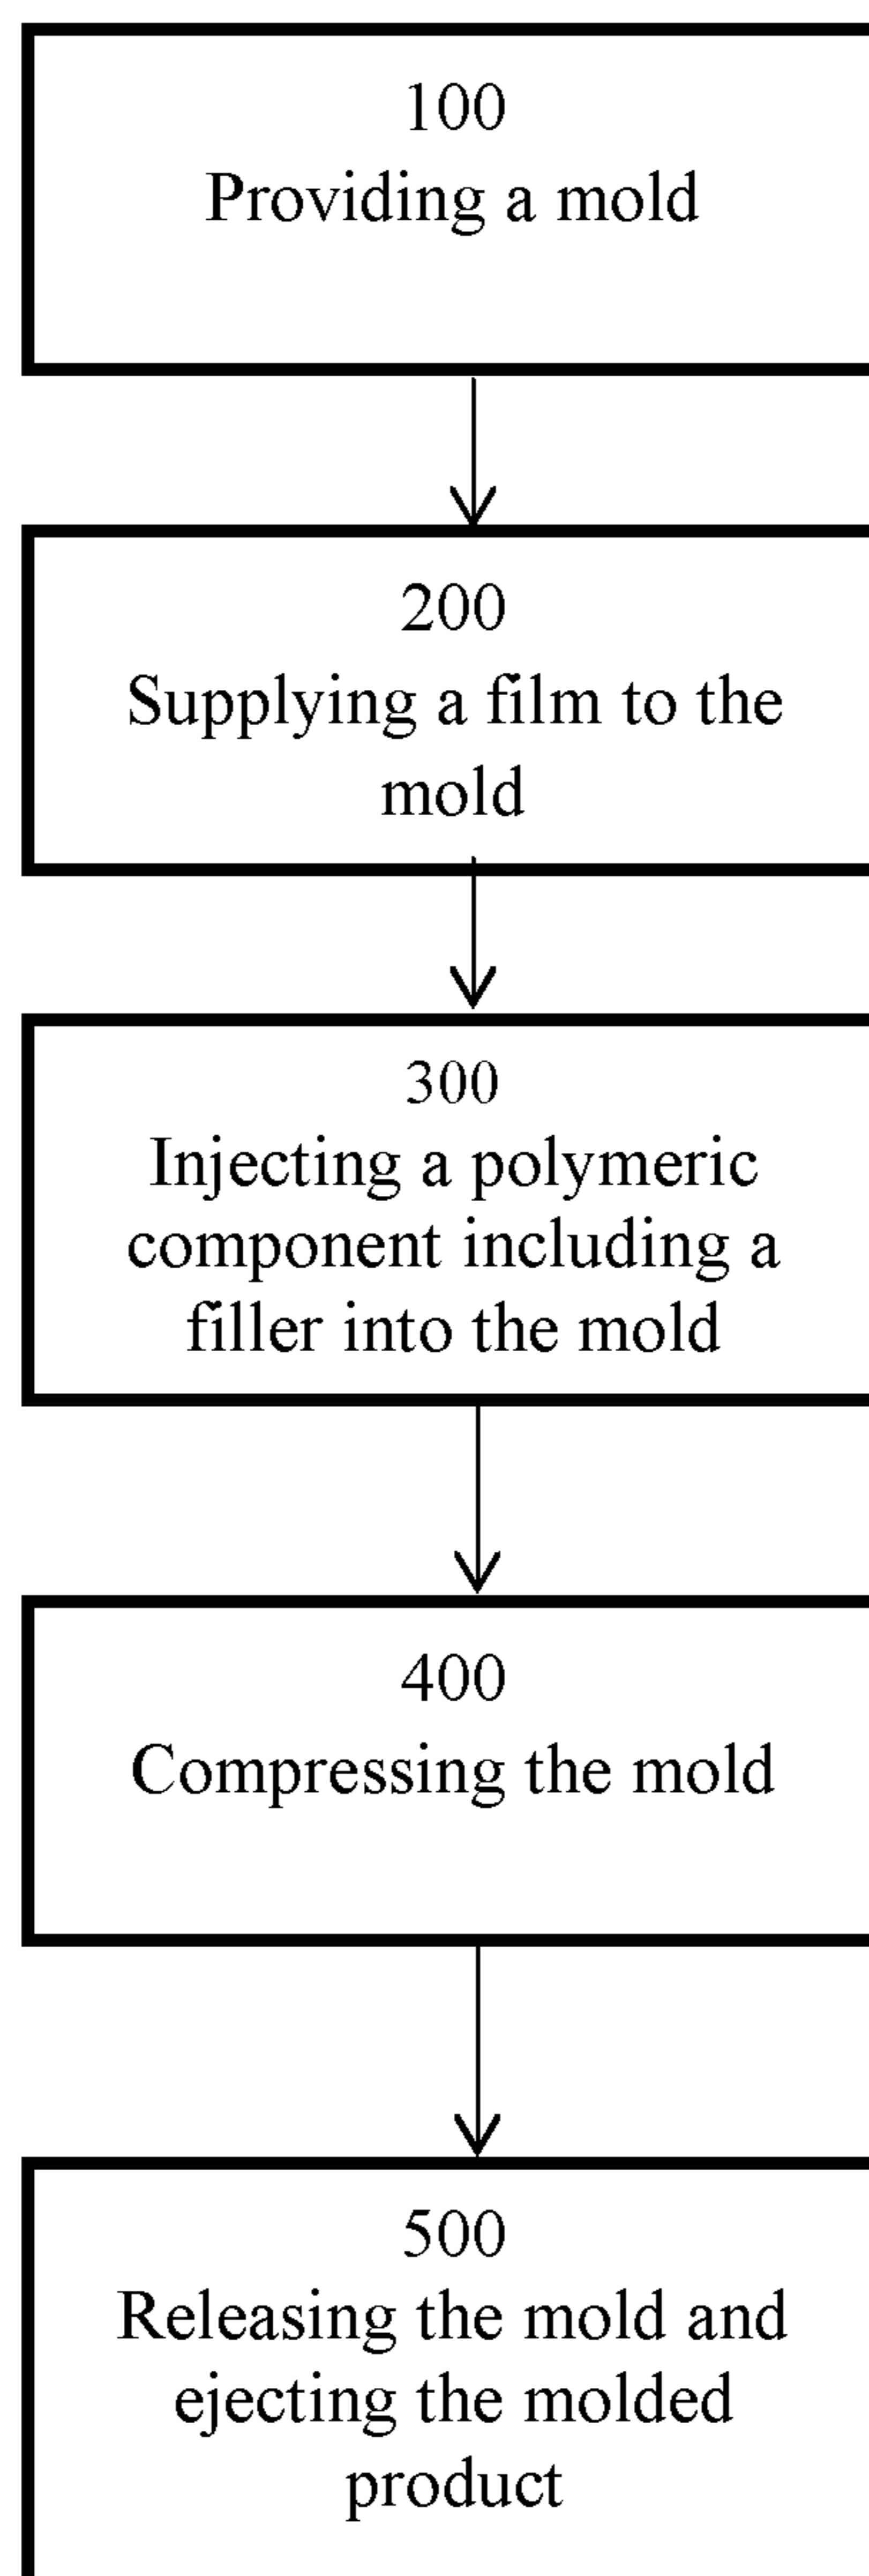 100
Providing a mold
200
Supplying a film to the
mold
300
Injecting a polymeric
component including a
filler into the mold
400
Compressing the mold
500
Releasing the mold and
ejecting the molded
product